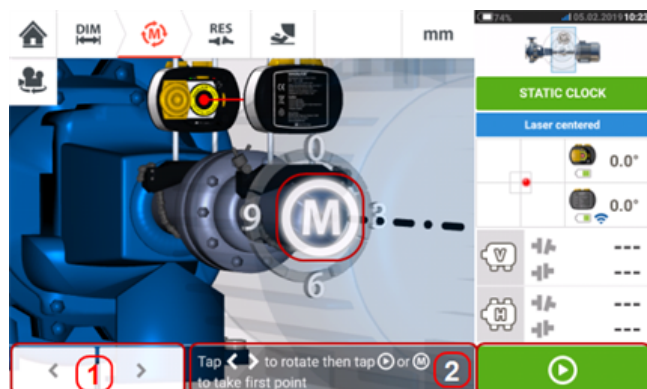 DIM
M
RES
mm
74%
05.02.2019 10:23
STATIC CLOCK
Laser centered
0.0°
0.0°
0
9
M
3
6
V
---
---
H
---
---
1
Tap < > to rotate then tap or M
to take first point
2